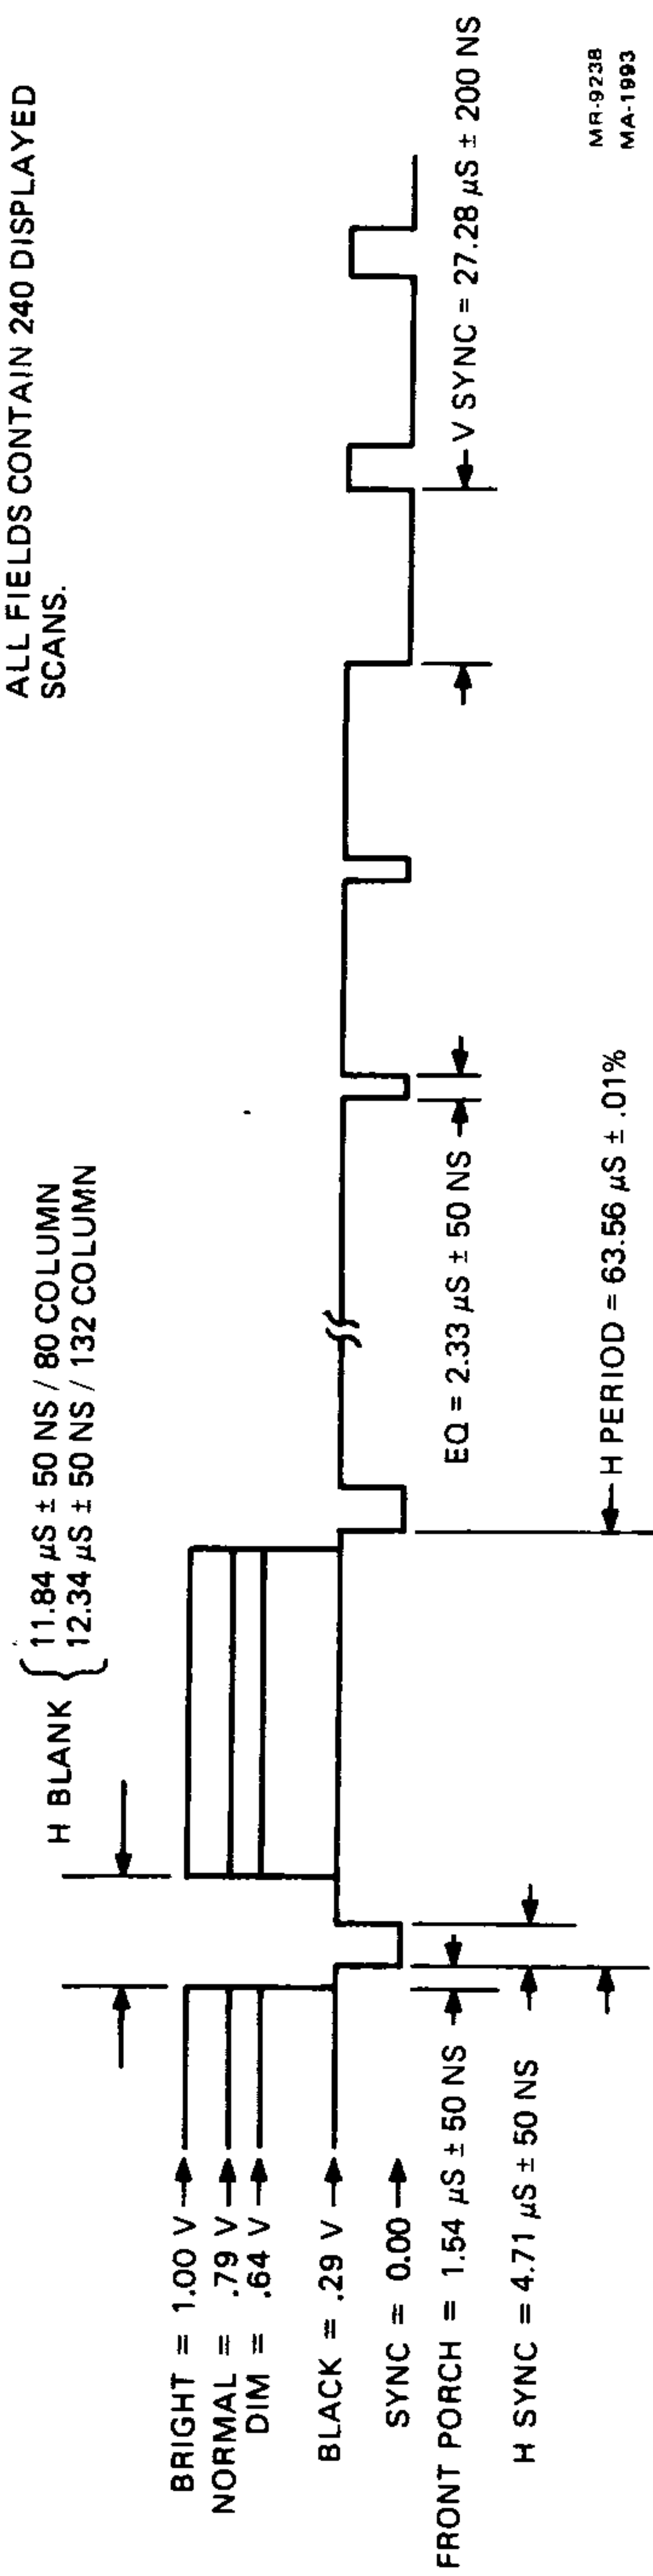 ALL FIELDS CONTAIN 240 DISPLAYED
SCANS.
H BLANK { 11.84 µS ± 50 NS / 80 COLUMN
12.34 µS ± 50 NS / 132 COLUMN
BRIGHT = 1.00 V
NORMAL = .79 V
DIM = .64 V
BLACK = .29 V
SYNC = 0.00
FRONT PORCH = 1.54 µS ± 50 NS
H SYNC = 4.71 µS ± 50 NS
EQ = 2.33 µS ± 50 NS
V SYNC = 27.28 µS ± 200 NS
H PERIOD = 63.56 µS ± .01%
MR-9238
MA-1993